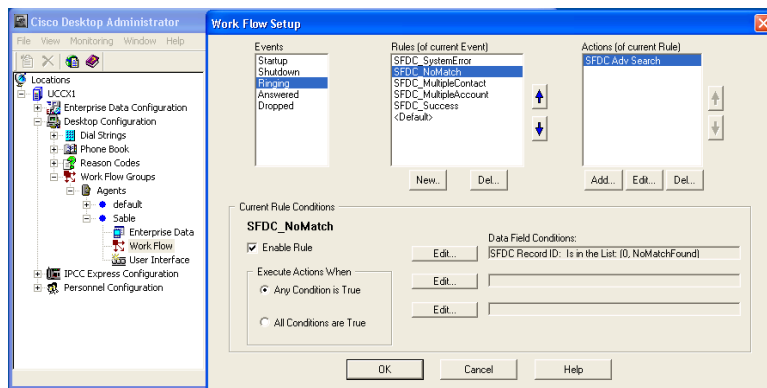 Cisco Desktop Administrator
File View Monitoring Window Help
Locations
UCCX1
Enterprise Data Configuration
Desktop Configuration
Dial Strings
Phone Book
Reason Codes
Work Flow Groups
Agents
default
Sable
Enterprise Data
Work Flow
User Interface
IPCC Express Configuration
Personnel Configuration
Work Flow Setup
Events
Startup
Shutdown
Ringing
Answered
Dropped
Rules (of current Event)
SFDC_SystemError
SFDC_NoMatch
SFDC_MultipleContact
SFDC_MultipleAccount
SFDC_Success
<Default>
New.. Del...
Actions (of current Rule)
SFDC Adv Search
Add... Edit... Del...
Current Rule Conditions
SFDC_NoMatch
Enable Rule
Execute Actions When
Any Condition is True
All Conditions are True
Data Field Conditions:
Edit... SFDC Record ID: Is in the List: (0, NoMatchFound)
Edit...
Edit...
OK Cancel Help